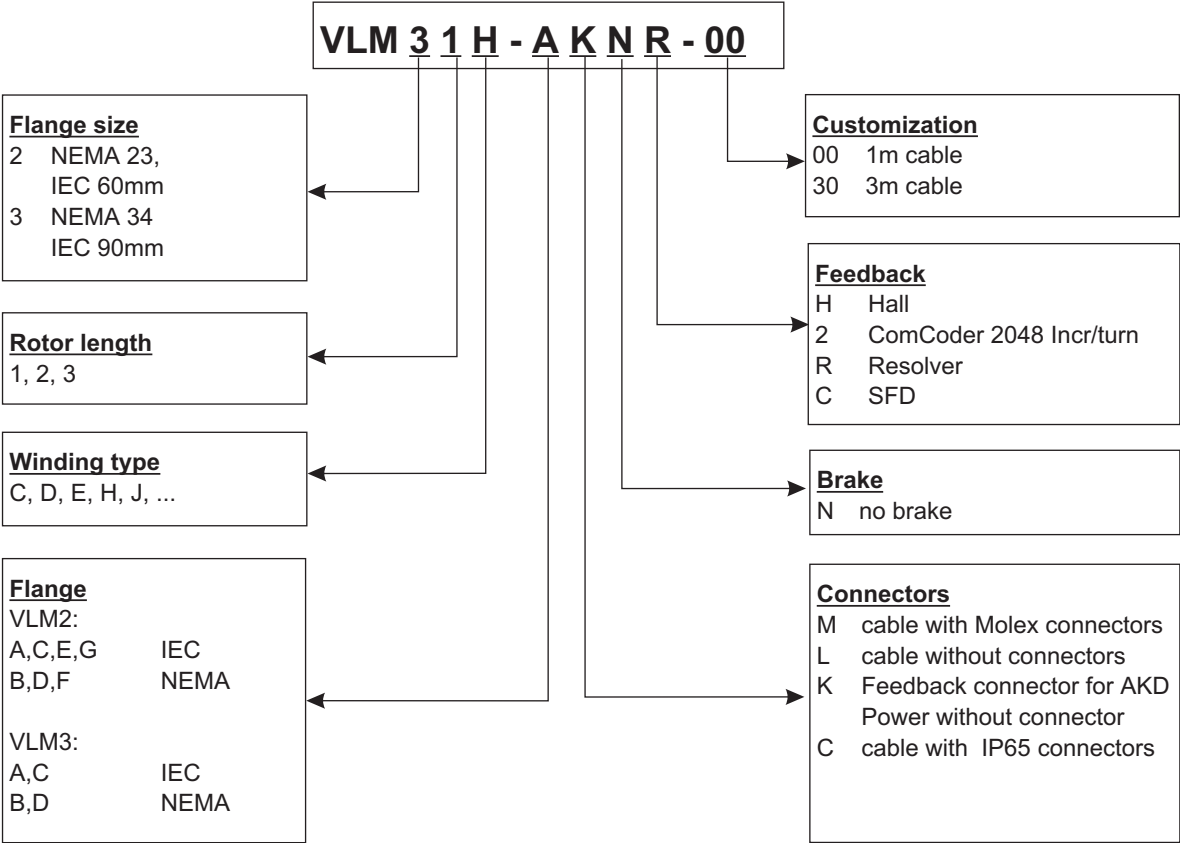 VLM 3 1 H - A K N R - 00
Flange size
2 NEMA 23,
IEC 60mm
3 NEMA 34
IEC 90mm
Rotor length
1, 2, 3
Winding type
C, D, E, H, J, ...
Flange
VLM2:
A,C,E,G IEC
B,D,F NEMA
VLM3:
A,C IEC
B,D NEMA
Customization
00 1m cable
30 3m cable
Feedback
H Hall
2 ComCoder 2048 Incr/turn
R Resolver
C SFD
Brake
N no brake
Connectors
M cable with Molex connectors
L cable without connectors
K Feedback connector for AKD
Power without connector
C cable with IP65 connectors